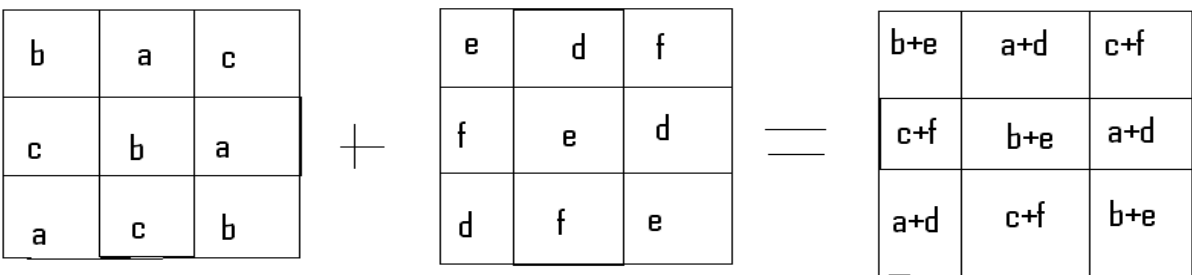 b a c e d f b+e a+d c+f
c b a + f e d = c+f b+e a+d
a c b d f e a+d c+f b+e